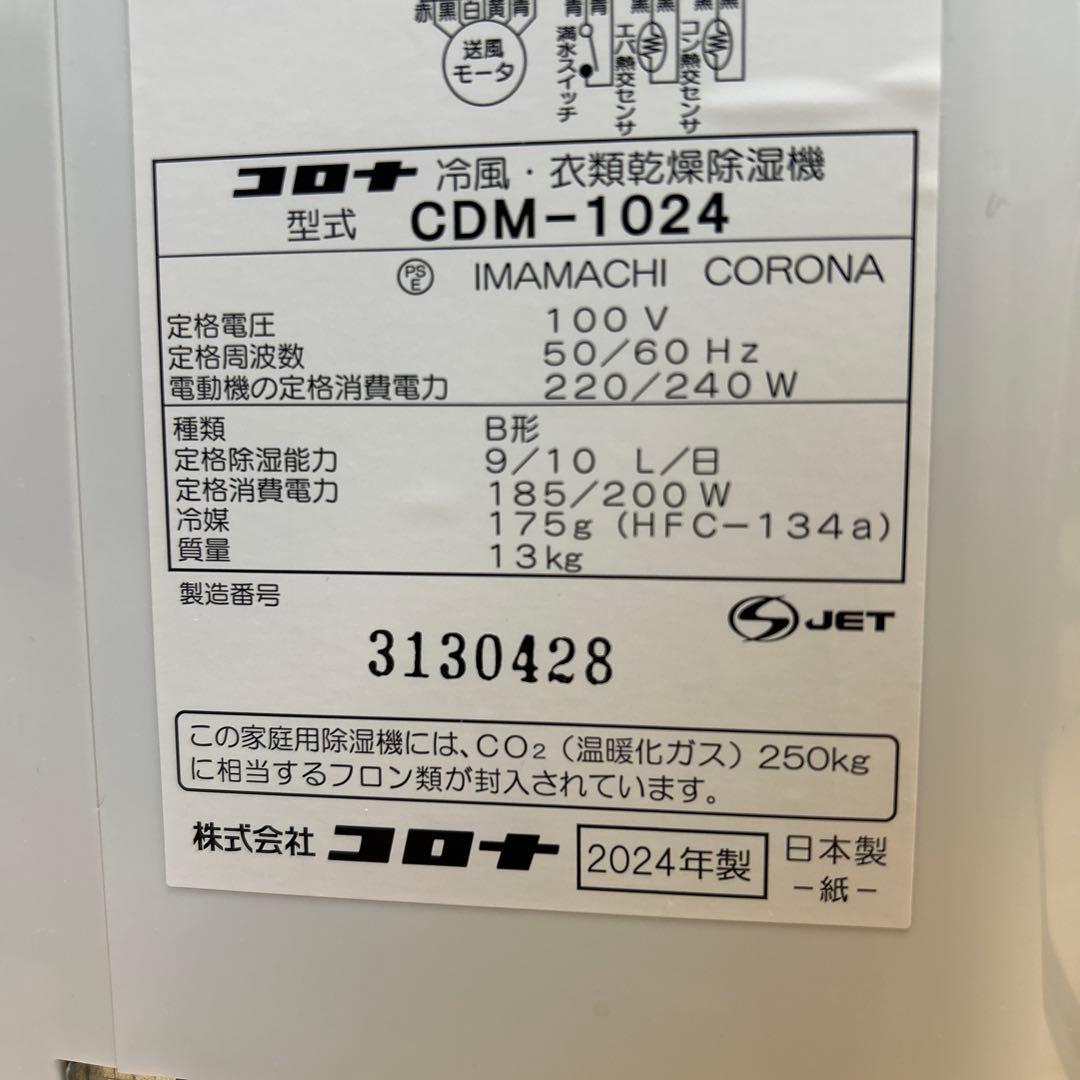 赤黒白黄青
青青
黒
黒
送風
モータ
満水スイッチ
エバ熱交センサ
コン熱交センサ
コロナ 冷風・衣類乾燥除湿機
型式 CDM-1024
PSE IMAMACHI CORONA
定格電圧 100V
定格周波数 50/60Hz
電動機の定格消費電力 220/240W
種類 B形
定格除湿能力 9/10 L/日
定格消費電力 185/200W
冷媒 175g(HFC-134a)
質量 13kg
製造番号
S JET
3130428
この家庭用除湿機には、CO₂(温暖化ガス)250kg
に相当するフロン類が封入されています。
株式会社 コロナ 2024年製 日本製
-紙-